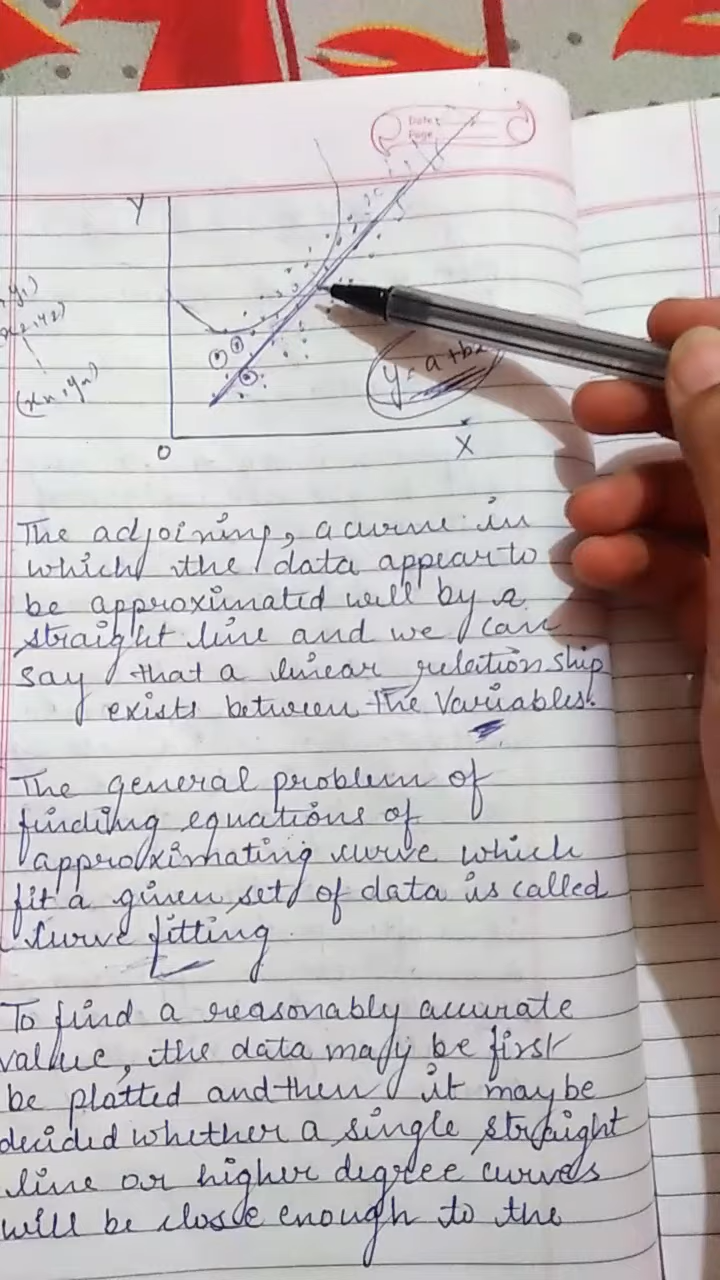 Date:
Page
Y
, y1)
(x2, y2)
(xn, yn)
y = a + bx
O
X
The adjoining, a curve in
which the data appear to
be approximated will by a
straight line and we can
say that a linear relationship
exists between the variables.
The general problem of
finding equations of
approximating curve which
fit a given set of data is called
curve fitting.
To find a reasonably accurate
value, the data may be first
be plotted and then it may be
decided whether a single straight
line or higher degree curves
will be close enough to the